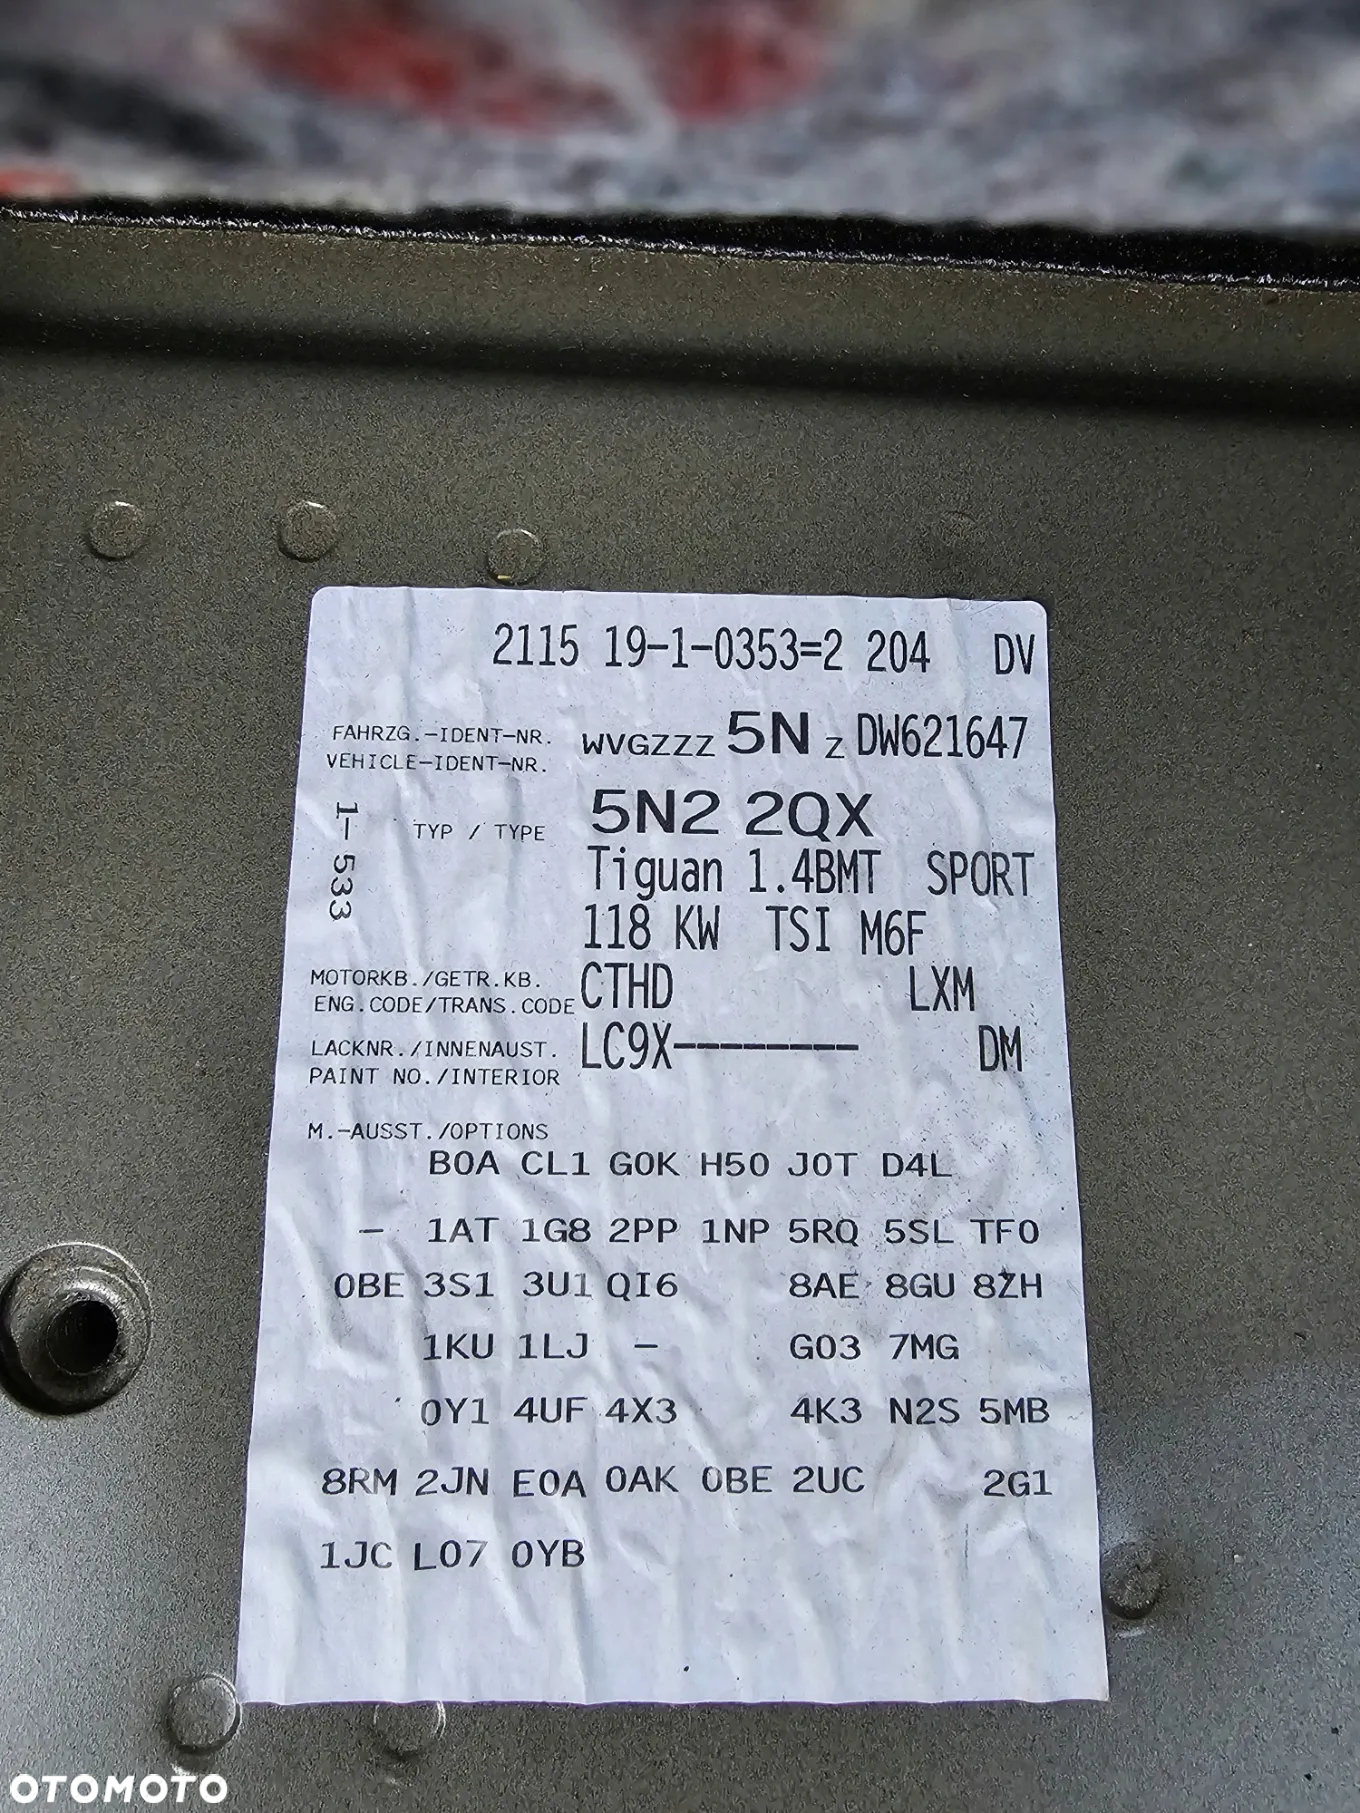 2115 19-1-0353=2 204 DV
FAHRZG.-IDENT-NR.
VEHICLE-IDENT-NR.
WVGZZZ 5N Z DW621647
1- 533
TYP / TYPE
5N2 2QX
Tiguan 1.4BMT SPORT
118 KW TSI M6F
MOTORKB./GETR.KB.
ENG.CODE/TRANS.CODE
CTHD LXM
LACKNR./INNENAUST.
PAINT NO./INTERIOR
LC9X-------- DM
M.-AUSST./OPTIONS
B0A CL1 G0K H50 J0T D4L
- 1AT 1G8 2PP 1NP 5RQ 5SL TF0
0BE 3S1 3U1 QI6 8AE 8GU 8ZH
1KU 1LJ - G03 7MG
0Y1 4UF 4X3 4K3 N2S 5MB
8RM 2JN E0A 0AK 0BE 2UC 2G1
1JC L07 0YB
OTOMOTO